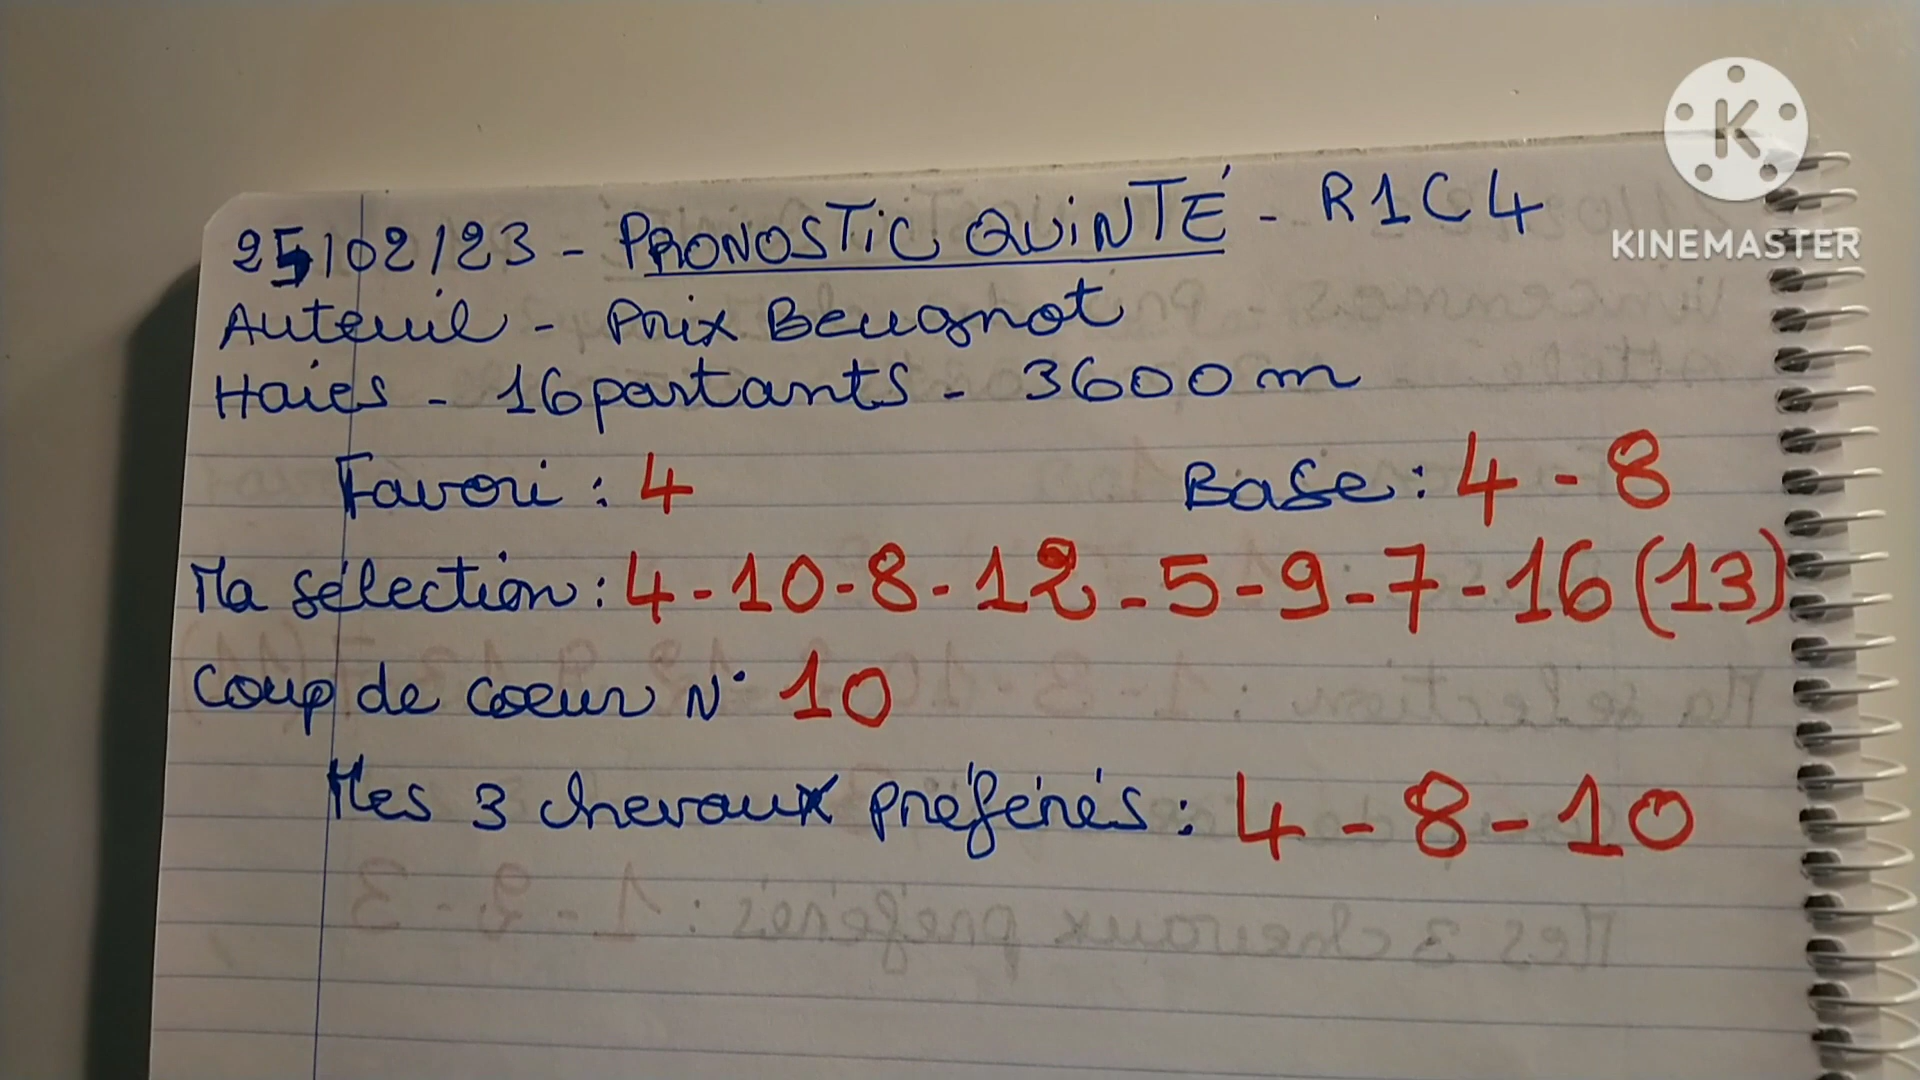 25/02/23 - PRONOSTIC QUINTÉ - R1C4
K
KINEMASTER
Auteuil - Prix Beugnot
Haies - 16 partants - 3600 m
Favori : 4 Base : 4 - 8
Ma sélection : 4 - 10 - 8 - 12 - 5 - 9 - 7 - 16 (13)
Coup de coeur N° 10
Mes 3 chevaux préférés : 4 - 8 - 10